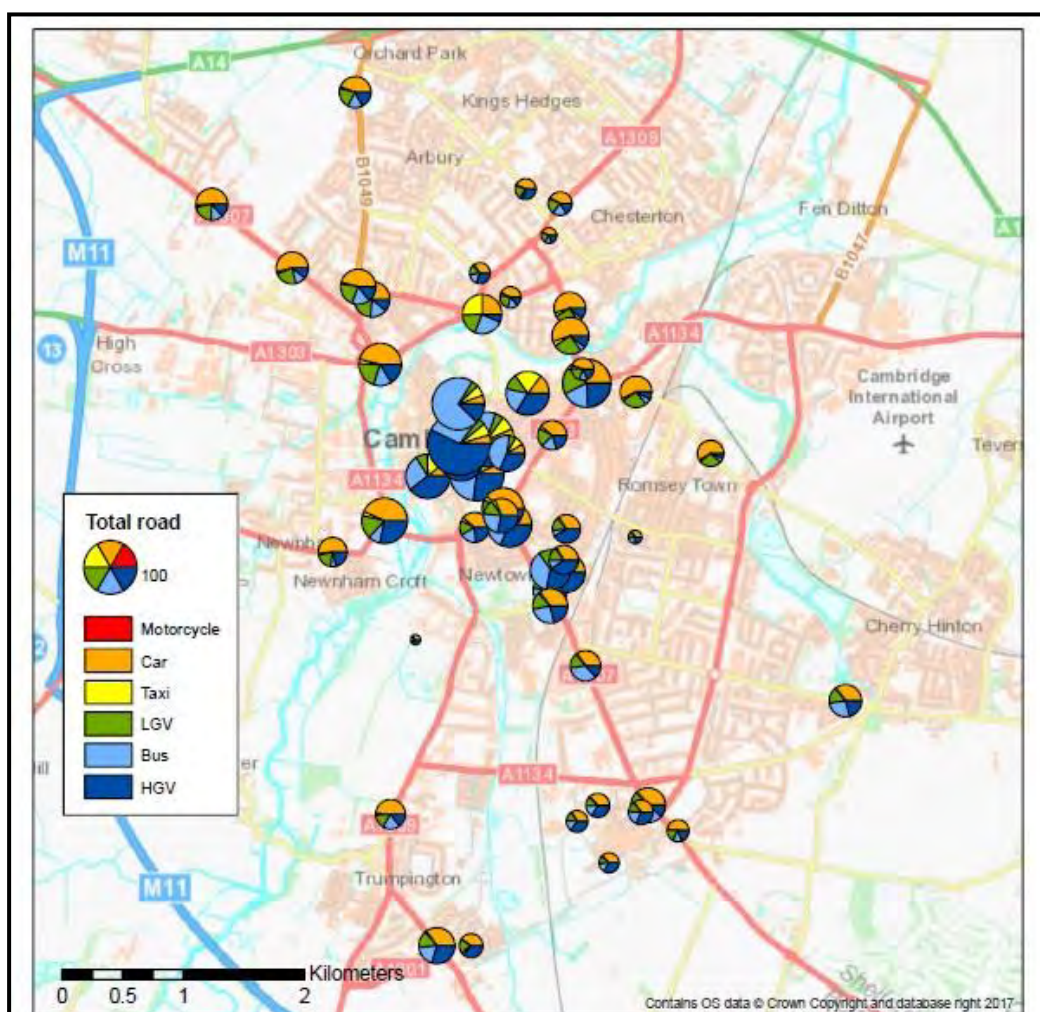 Orchard Park
A14
Kings Hedges
A1309
Arbury
B1049
Chesterton
Fen Ditton
M11
B1047
A1134
13
High
Cross
A1303
Cambridge
International
Airport
Cam
A1134
Romsey Town
Total road
100
Motorcycle
Car
Taxi
LGV
Bus
HGV
Newnham Croft
Newtow
Cherry Hinton
A1134
Trumpington
M11
Kilometers
0 0.5 1 2
Contains OS data © Crown Copyright and database right 2017